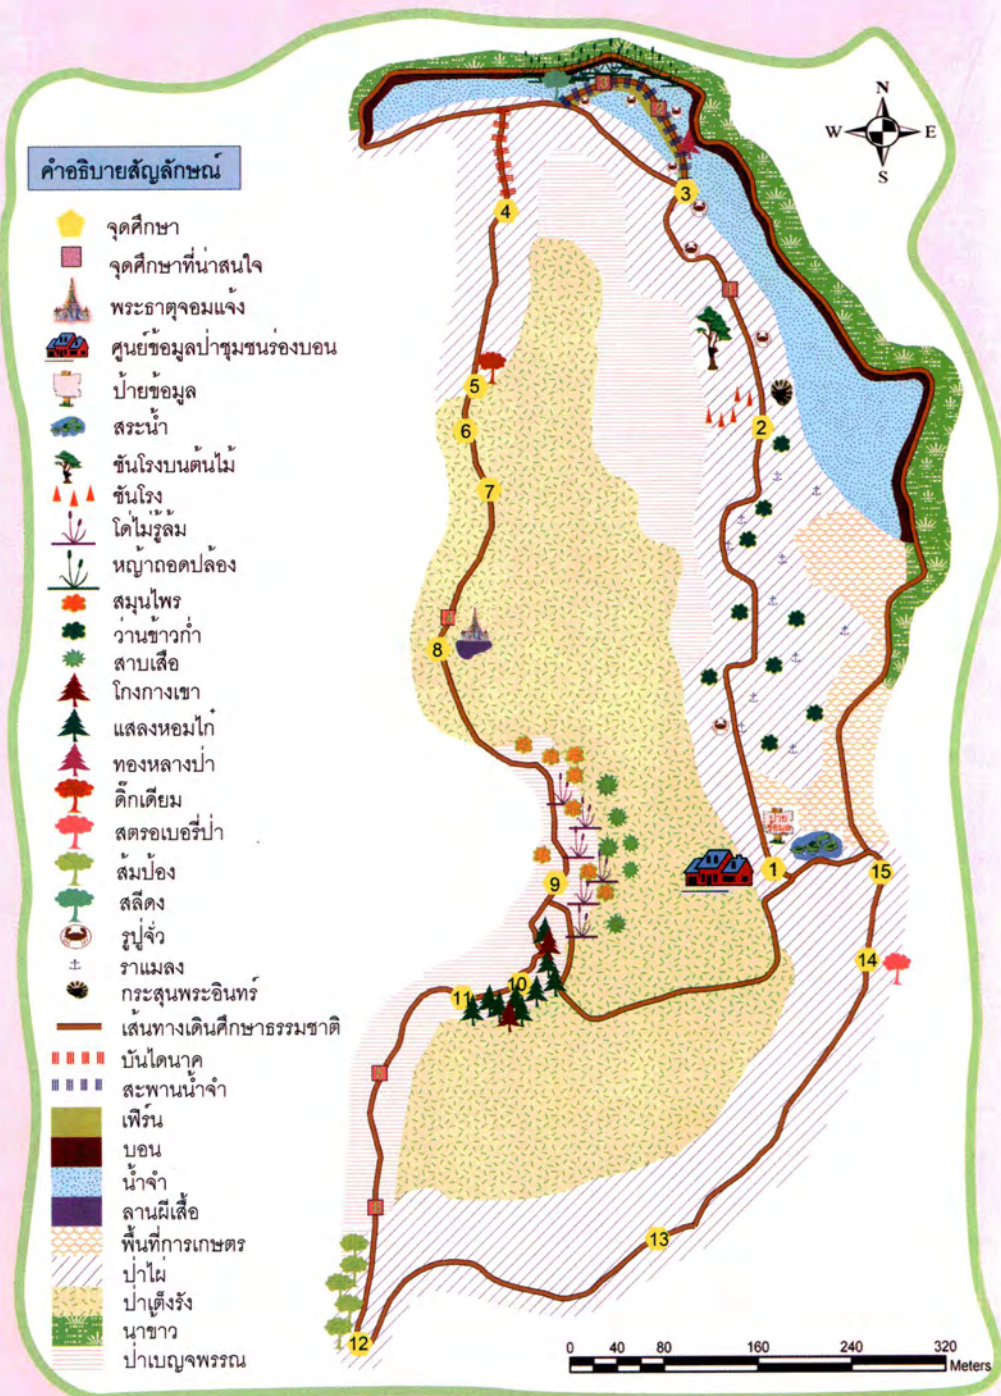 N
W E
S
คำอธิบายสัญลักษณ์
จุดศึกษา
จุดศึกษาที่น่าสนใจ
พระธาตุจอมแจ้ง
ศูนย์ข้อมูลป่าชุมชนร่องบอน
ป้ายข้อมูล
สระน้ำ
ชันโรงบนต้นไม้
ชันโรง
โด่ไม่รู้ล้ม
หญ้าถอดปล้อง
สมุนไพร
ว่านข้าวก่ำ
สาบเสือ
โกงกางเขา
แสลงหอมไก๋
ทองหลางป่า
ดิ๊กเดียม
สตรอเบอรี่ป่า
ส้มป่อง
สลีดง
รูปูจั่ว
ราแมลง
กระสุนพระอินทร์
เส้นทางเดินศึกษาธรรมชาติ
บันไดนาค
สะพานน้ำจำ
เฟิร์น
บอน
น้ำจำ
ลานผีเสื้อ
พื้นที่การเกษตร
ป่าไผ่
ป่าเต็งรัง
นาข้าว
ป่าเบญจพรรณ
3
2
3
4
1
5
6
2
7
8
ป้าย
ข้อมูล
9
1
15
14
10
11
13
12
0 40 80 160 240 320
Meters